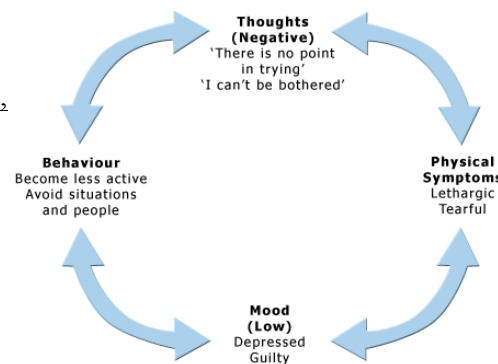 Thoughts
(Negative)
‘There is no point
in trying’
‘I can’t be bothered’
,
Behaviour
Become less active
Avoid situations
and people
Physical
Symptoms
Lethargic
Tearful
Mood
(Low)
Depressed
Guilty